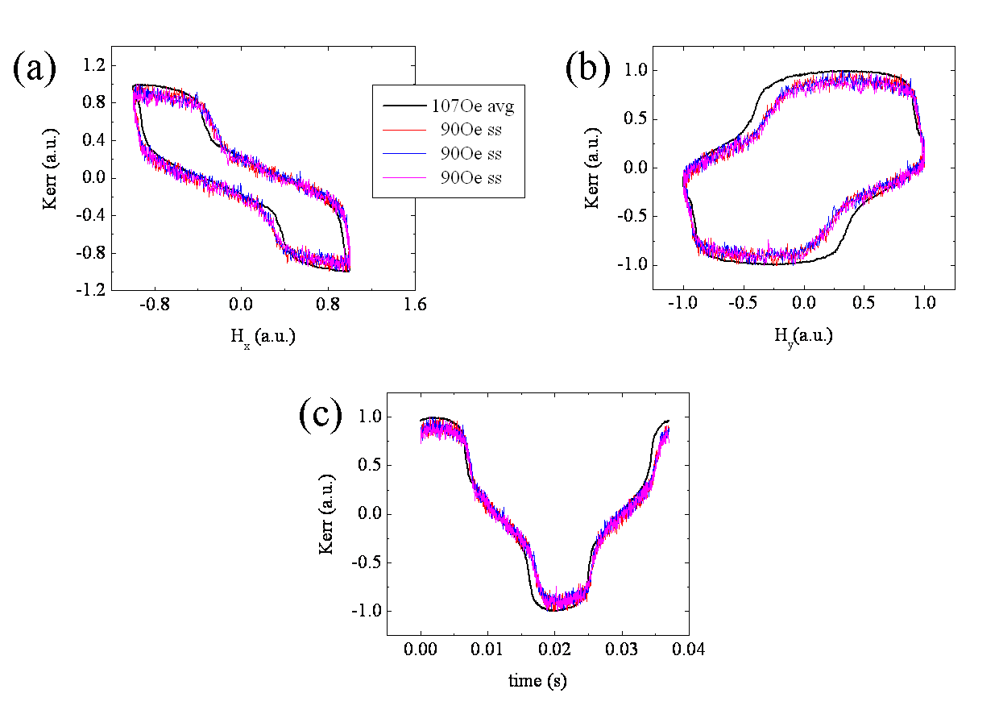 (a)
1.2
0.8
0.4
0.0
-0.4
-0.8
-1.2
Kerr (a.u.)
-0.8 0.0 0.8 1.6
Hx (a.u.)
107Oe avg
90Oe ss
90Oe ss
90Oe ss
(b)
1.0
0.5
0.0
-0.5
-1.0
Kerr (a.u.)
-1.0 -0.5 0.0 0.5 1.0
Hy(a.u.)
(c)
1.0
0.5
0.0
-0.5
-1.0
Kerr (a.u.)
0.00 0.01 0.02 0.03 0.04
time (s)